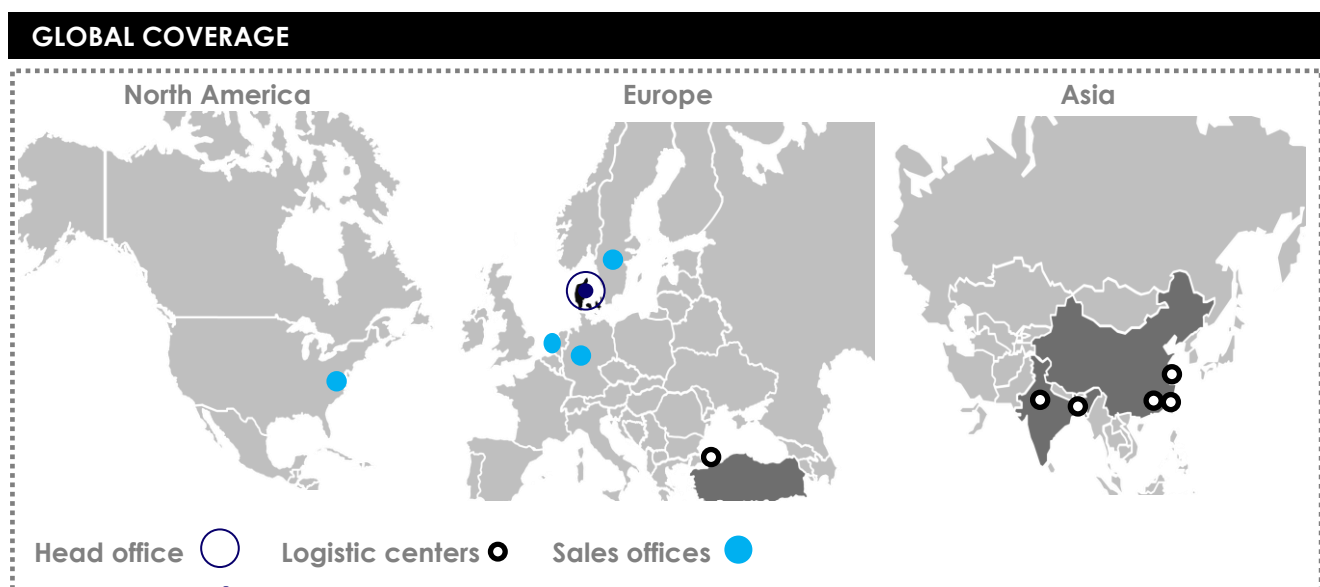 GLOBAL COVERAGE
North America
Europe
Asia
Head office
Logistic centers
Sales offices